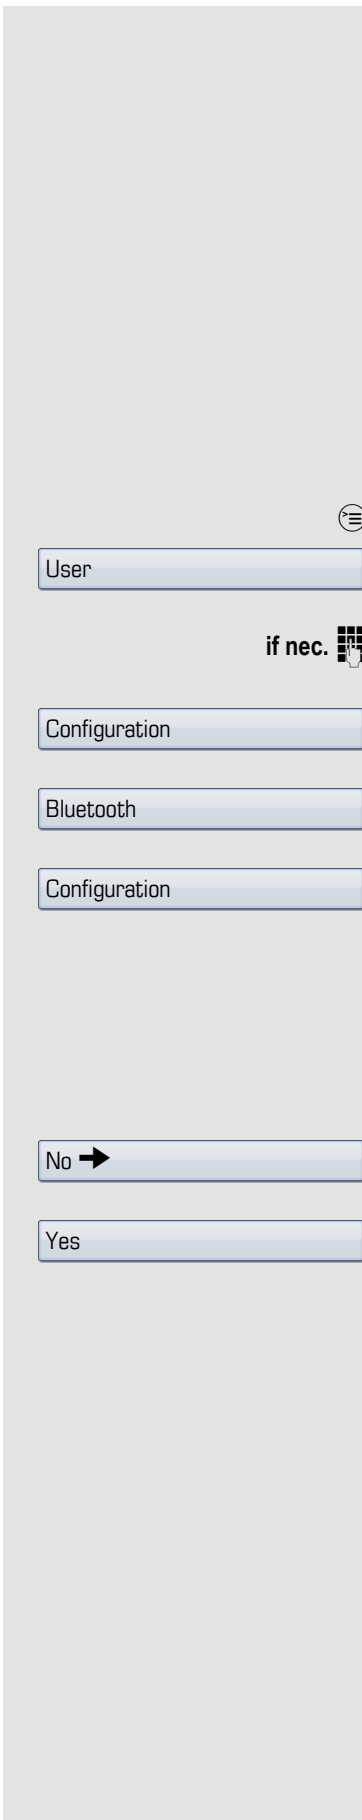 User
if nec.
Configuration
Bluetooth
Configuration
No ➔
Yes